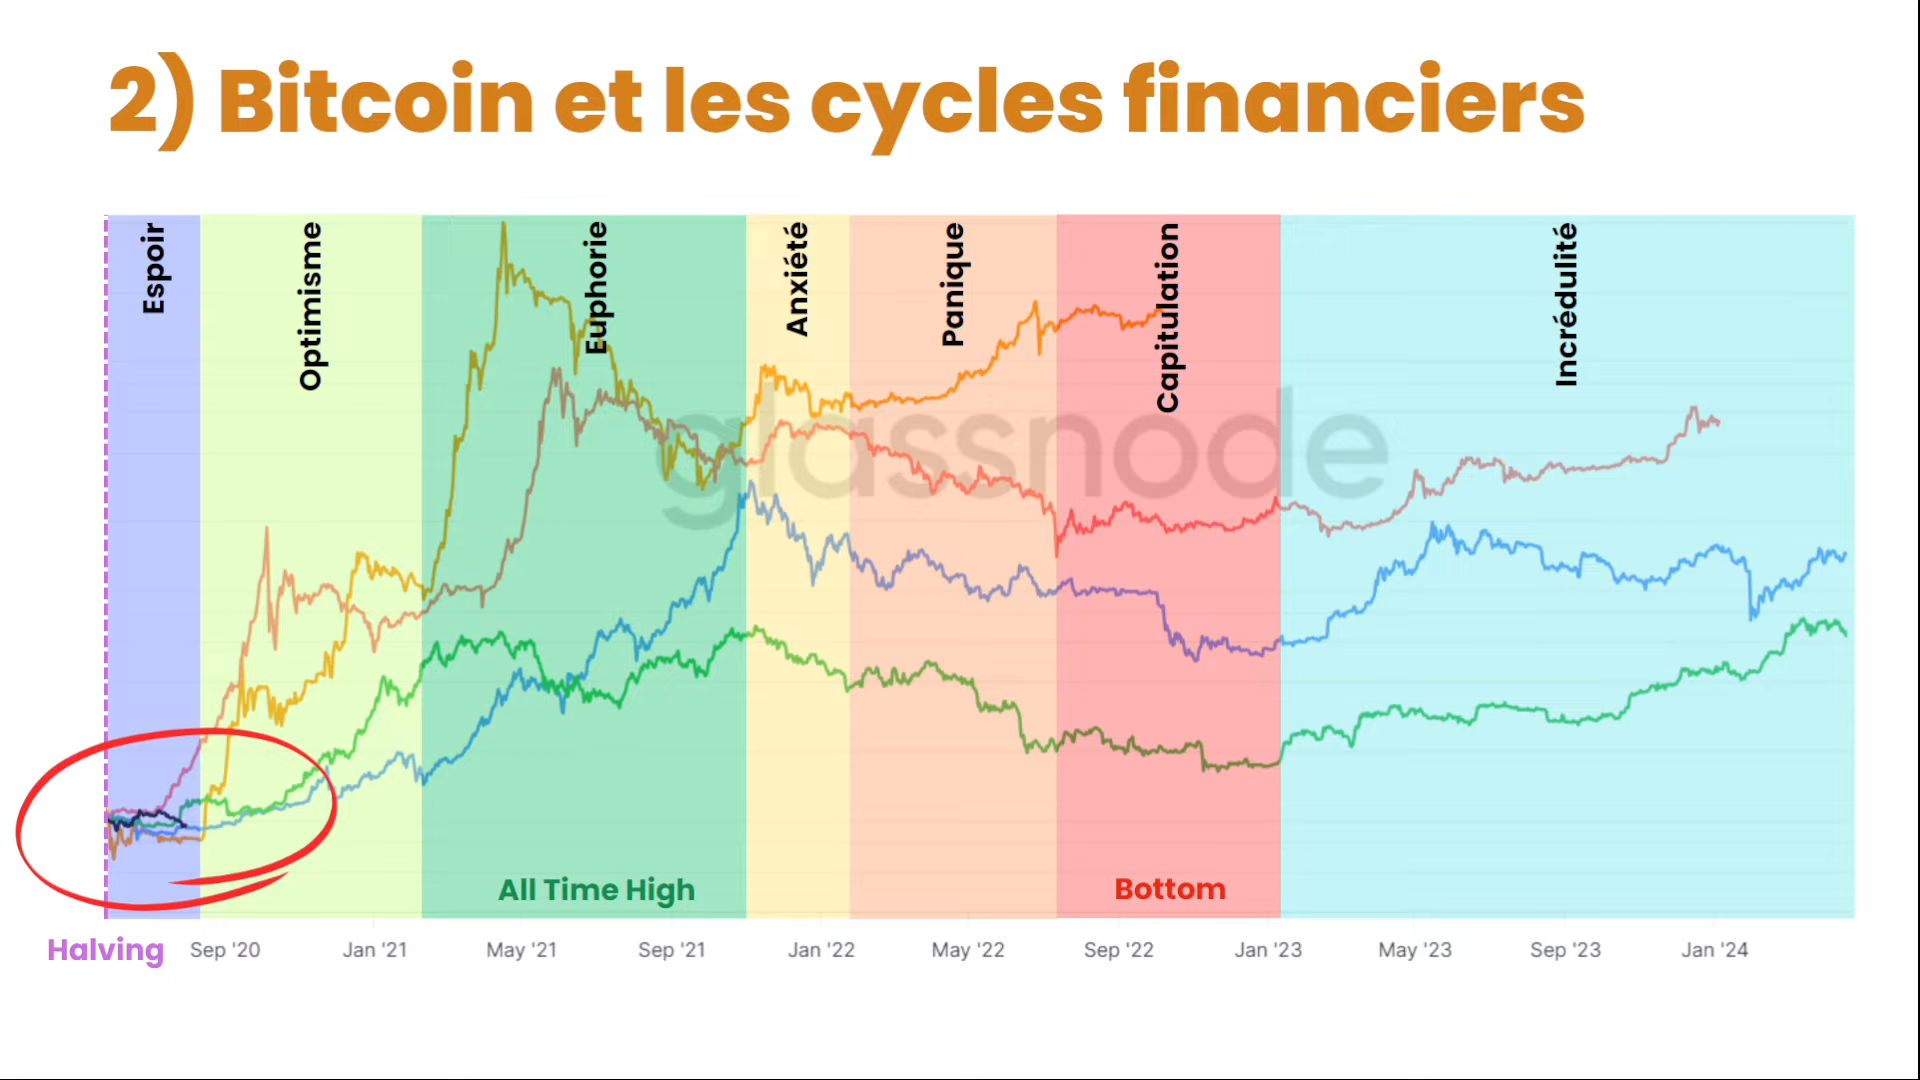 2) Bitcoin et les cycles financiers
Espoir
Optimisme
Euphorie
Anxiété
Panique
Capitulation
Incrédulité
glassnode
All Time High
Bottom
Halving
Sep '20
Jan '21
May '21
Sep '21
Jan '22
May '22
Sep '22
Jan '23
May '23
Sep '23
Jan '24